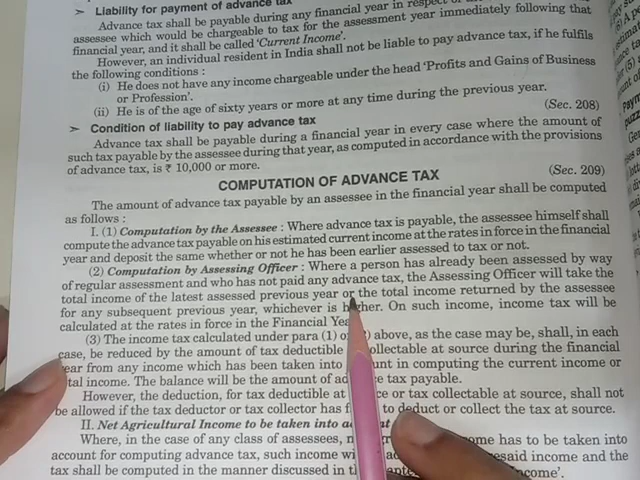 ➤ Liability for payment of advance tax
Advance tax shall be payable during any financial year in respect of the
assessee which would be chargeable to tax for the assessment year immediately following that
financial year, and it shall be called 'Current Income'.
However, an individual resident in India shall not be liable to pay advance tax, if he fulfils
the following conditions :
(i) He does not have any income chargeable under the head 'Profits and Gains of Business
or Profession'.
(ii) He is of the age of sixty years or more at any time during the previous year.
(Sec. 208)
➤ Condition of liability to pay advance tax
Advance tax shall be payable during a financial year in every case where the amount of
such tax payable by the assessee during that year, as computed in accordance with the provisions
of advance tax, is ₹ 10,000 or more.
COMPUTATION OF ADVANCE TAX (Sec. 209)
The amount of advance tax payable by an assessee in the financial year shall be computed
as follows :
I. (1) Computation by the Assessee : Where advance tax is payable, the assessee himself shall
compute the advance tax payable on his estimated current income at the rates in force in the financial
year and deposit the same whether or not he has been earlier assessed to tax or not.
(2) Computation by Assessing Officer : Where a person has already been assessed by way
of regular assessment and who has not paid any advance tax, the Assessing Officer will take the
total income of the latest assessed previous year or the total income returned by the assessee
for any subsequent previous year, whichever is higher. On such income, income tax will be
calculated at the rates in force in the Financial Year
(3) The income tax calculated under para (1) or above, as the case may be, shall, in each
case, be reduced by the amount of tax deductible collectable at source during the financial
year from any income which has been taken into in computing the current income or
total income. The balance will be the amount of tax payable.
However, the deduction, for tax deductible at or tax collectable at source, shall not
be allowed if the tax deductor or tax collector has to deduct or collect the tax at source.
II. Net Agricultural Income to be taken into
Where, in the case of any class of assessees, has to be taken into
account for computing advance tax, such income and the
tax shall be computed in the manner discussed in